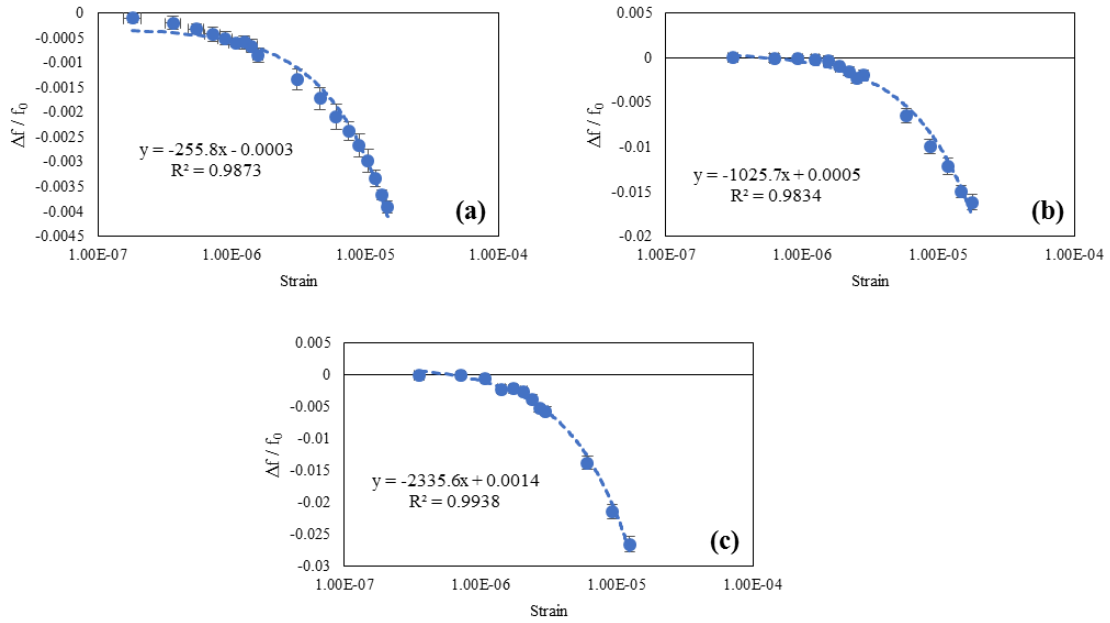 0
-0.0005
-0.001
-0.0015
-0.002
-0.0025
-0.003
-0.0035
-0.004
-0.0045
Δf / f₀
y = -255.8x - 0.0003
R² = 0.9873
(a)
1.00E-07 1.00E-06 1.00E-05 1.00E-04
Strain
0.005
0
-0.005
-0.01
-0.015
-0.02
Δf / f₀
y = -1025.7x + 0.0005
R² = 0.9834
(b)
1.00E-07 1.00E-06 1.00E-05 1.00E-04
Strain
0.005
0
-0.005
-0.01
-0.015
-0.02
-0.025
-0.03
Δf / f₀
y = -2335.6x + 0.0014
R² = 0.9938
(c)
1.00E-07 1.00E-06 1.00E-05 1.00E-04
Strain